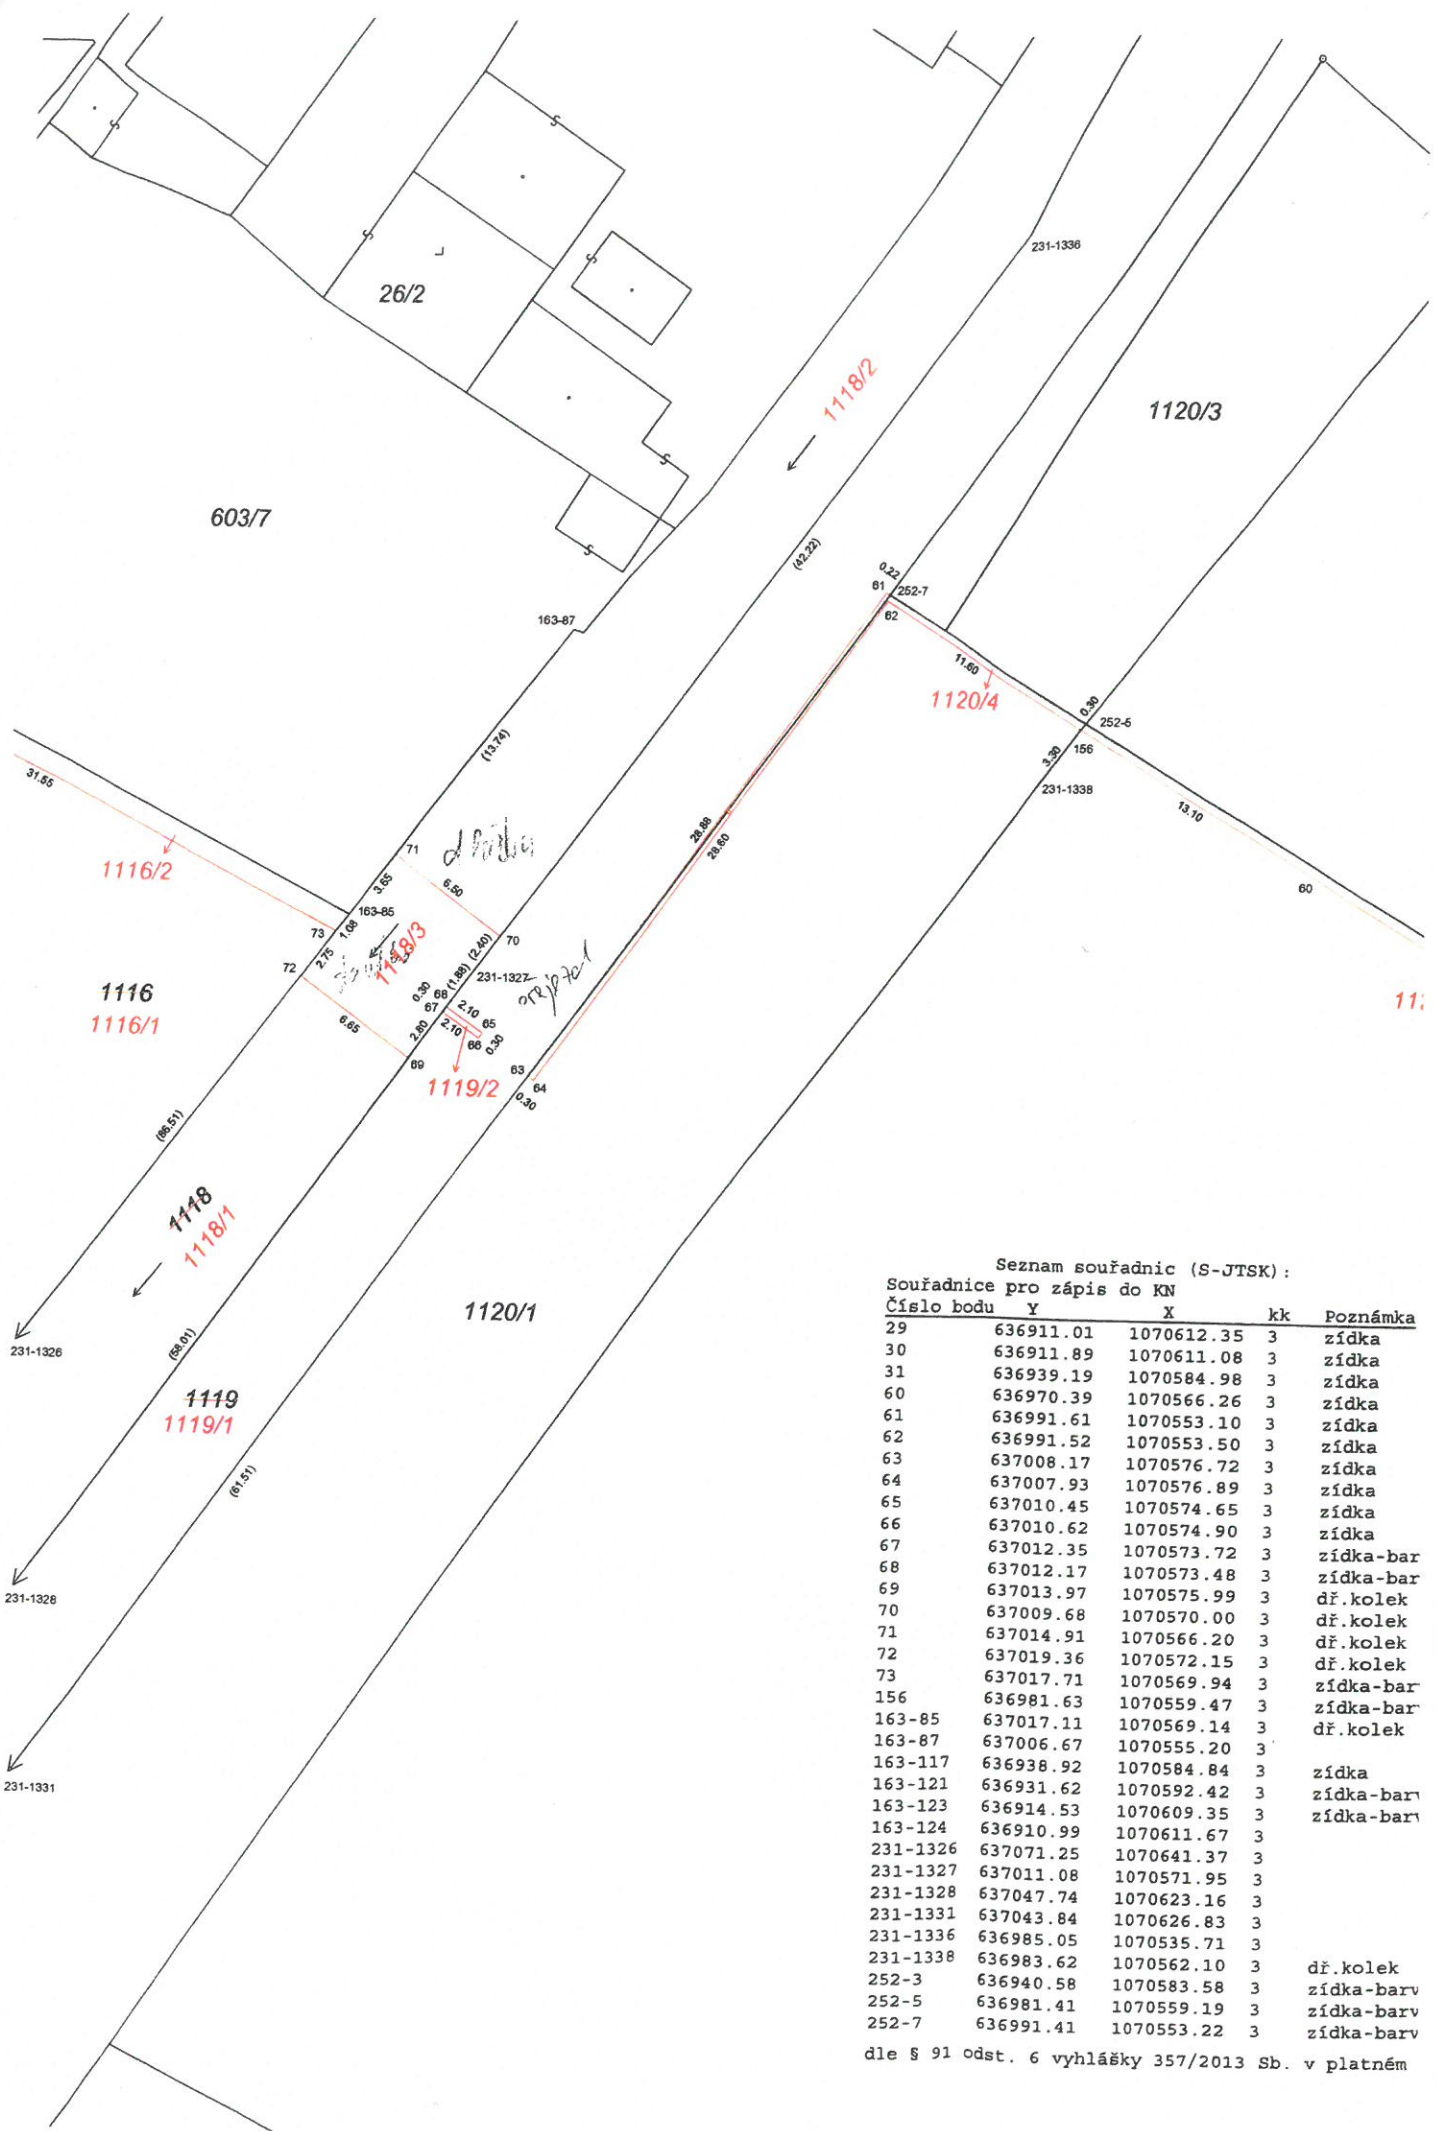 231-1336
26/2
1118/2
1120/3
603/7
(42.22)
0.22
61
252-7
62
163-87
11.60
1120/4
0.30
252-5
156
3.30
231-1338
13.10
60
(13.74)
31.55
1116/2
28.88
28.60
71
3.65
6.50
163-85
73
1.08
2.75
72
1118/3
70
(2.40)
(1.88)
231-1327
0.30
68
67
2.10
65
2.10
66
0.30
2.80
69
6.65
1116
1116/1
1119/2
63
64
0.30
(86.51)
1118
1118/1
1120/1
231-1326
(58.01)
1119
1119/1
(61.51)
231-1328
231-1331
Seznam souřadnic (S-JTSK):
Souřadnice pro zápis do KN
Číslo bodu Y X kk Poznámka
29 636911.01 1070612.35 3 zídka
30 636911.89 1070611.08 3 zídka
31 636939.19 1070584.98 3 zídka
60 636970.39 1070566.26 3 zídka
61 636991.61 1070553.10 3 zídka
62 636991.52 1070553.50 3 zídka
63 637008.17 1070576.72 3 zídka
64 637007.93 1070576.89 3 zídka
65 637010.45 1070574.65 3 zídka
66 637010.62 1070574.90 3 zídka
67 637012.35 1070573.72 3 zídka-bar
68 637012.17 1070573.48 3 zídka-bar
69 637013.97 1070575.99 3 dř.kolek
70 637009.68 1070570.00 3 dř.kolek
71 637014.91 1070566.20 3 dř.kolek
72 637019.36 1070572.15 3 dř.kolek
73 637017.71 1070569.94 3 zídka-bar
156 636981.63 1070559.47 3 zídka-bar
163-85 637017.11 1070569.14 3 dř.kolek
163-87 637006.67 1070555.20 3
163-117 636938.92 1070584.84 3 zídka
163-121 636931.62 1070592.42 3 zídka-barv
163-123 636914.53 1070609.35 3 zídka-barv
163-124 636910.99 1070611.67 3
231-1326 637071.25 1070641.37 3
231-1327 637011.08 1070571.95 3
231-1328 637047.74 1070623.16 3
231-1331 637043.84 1070626.83 3
231-1336 636985.05 1070535.71 3
231-1338 636983.62 1070562.10 3 dř.kolek
252-3 636940.58 1070583.58 3 zídka-barv
252-5 636981.41 1070559.19 3 zídka-barv
252-7 636991.41 1070553.22 3 zídka-barv
dle § 91 odst. 6 vyhlášky 357/2013 Sb. v platném